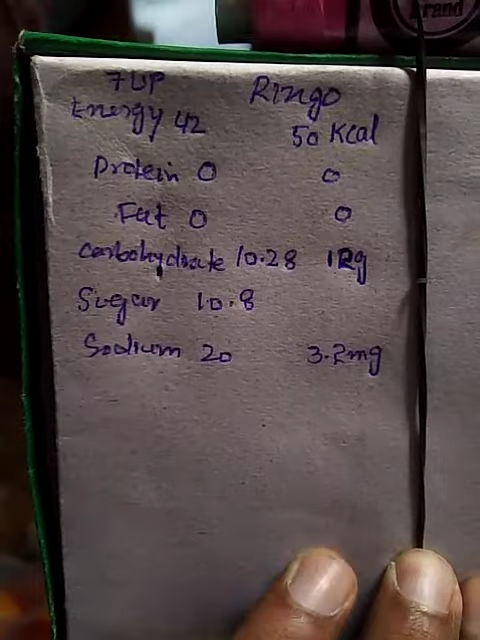 Brand
7UP Ringo
Energy 42 50 Kcal
Protein 0 0
Fat 0 0
Carbohydrate 10.28 12g
Sugar 10.8
Sodium 20 3.2mg